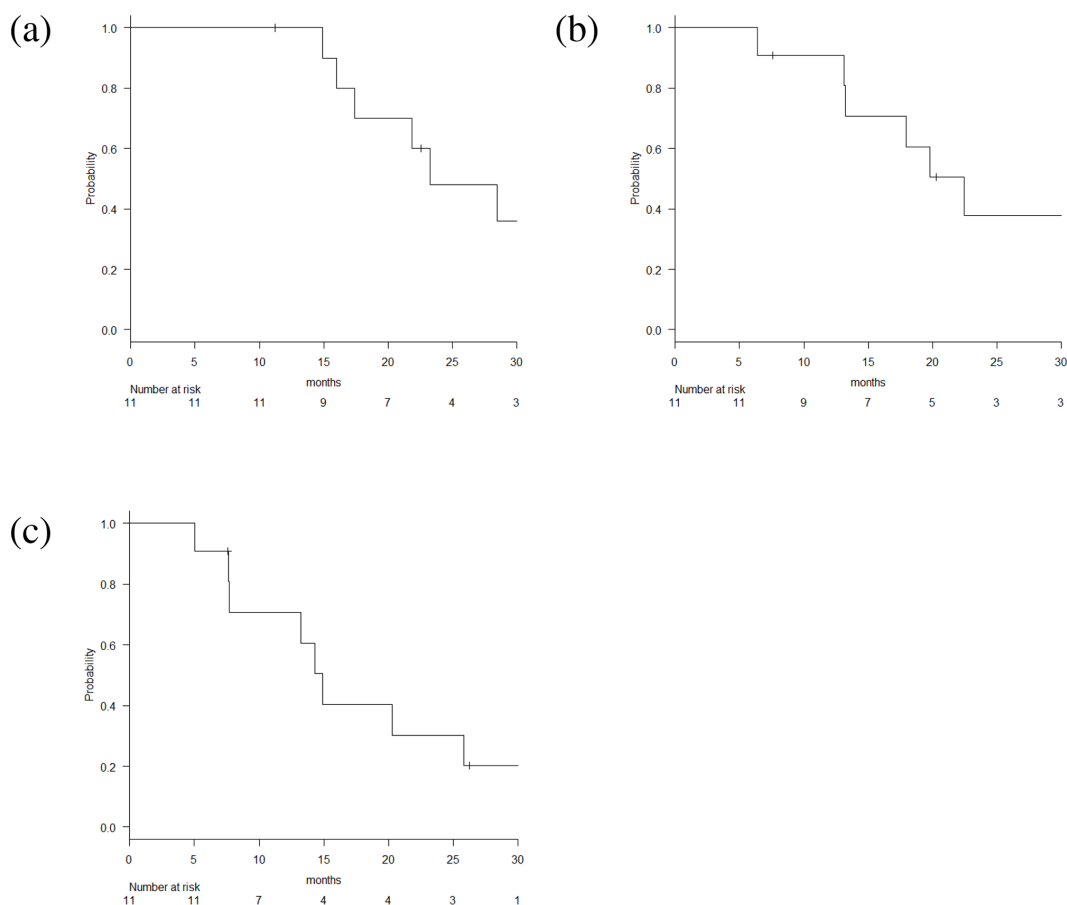 (a)
1.0
0.8
0.6
0.4
0.2
0.0
Probability
0 5 10 15 20 25 30
months
Number at risk
11 11 11 9 7 4 3
(b)
1.0
0.8
0.6
0.4
0.2
0.0
Probability
0 5 10 15 20 25 30
months
Number at risk
11 11 9 7 5 3 3
(c)
1.0
0.8
0.6
0.4
0.2
0.0
Probability
0 5 10 15 20 25 30
months
Number at risk
11 11 7 4 4 3 1